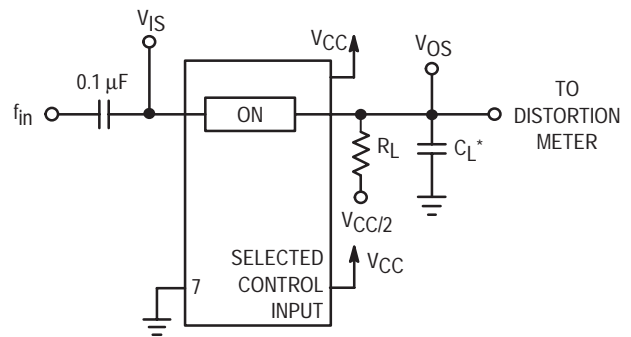 VIS
VCC
VOS
0.1 µF
fin
ON
TO
DISTORTION
METER
RL
CL*
VCC/2
SELECTED
CONTROL
INPUT
VCC
7